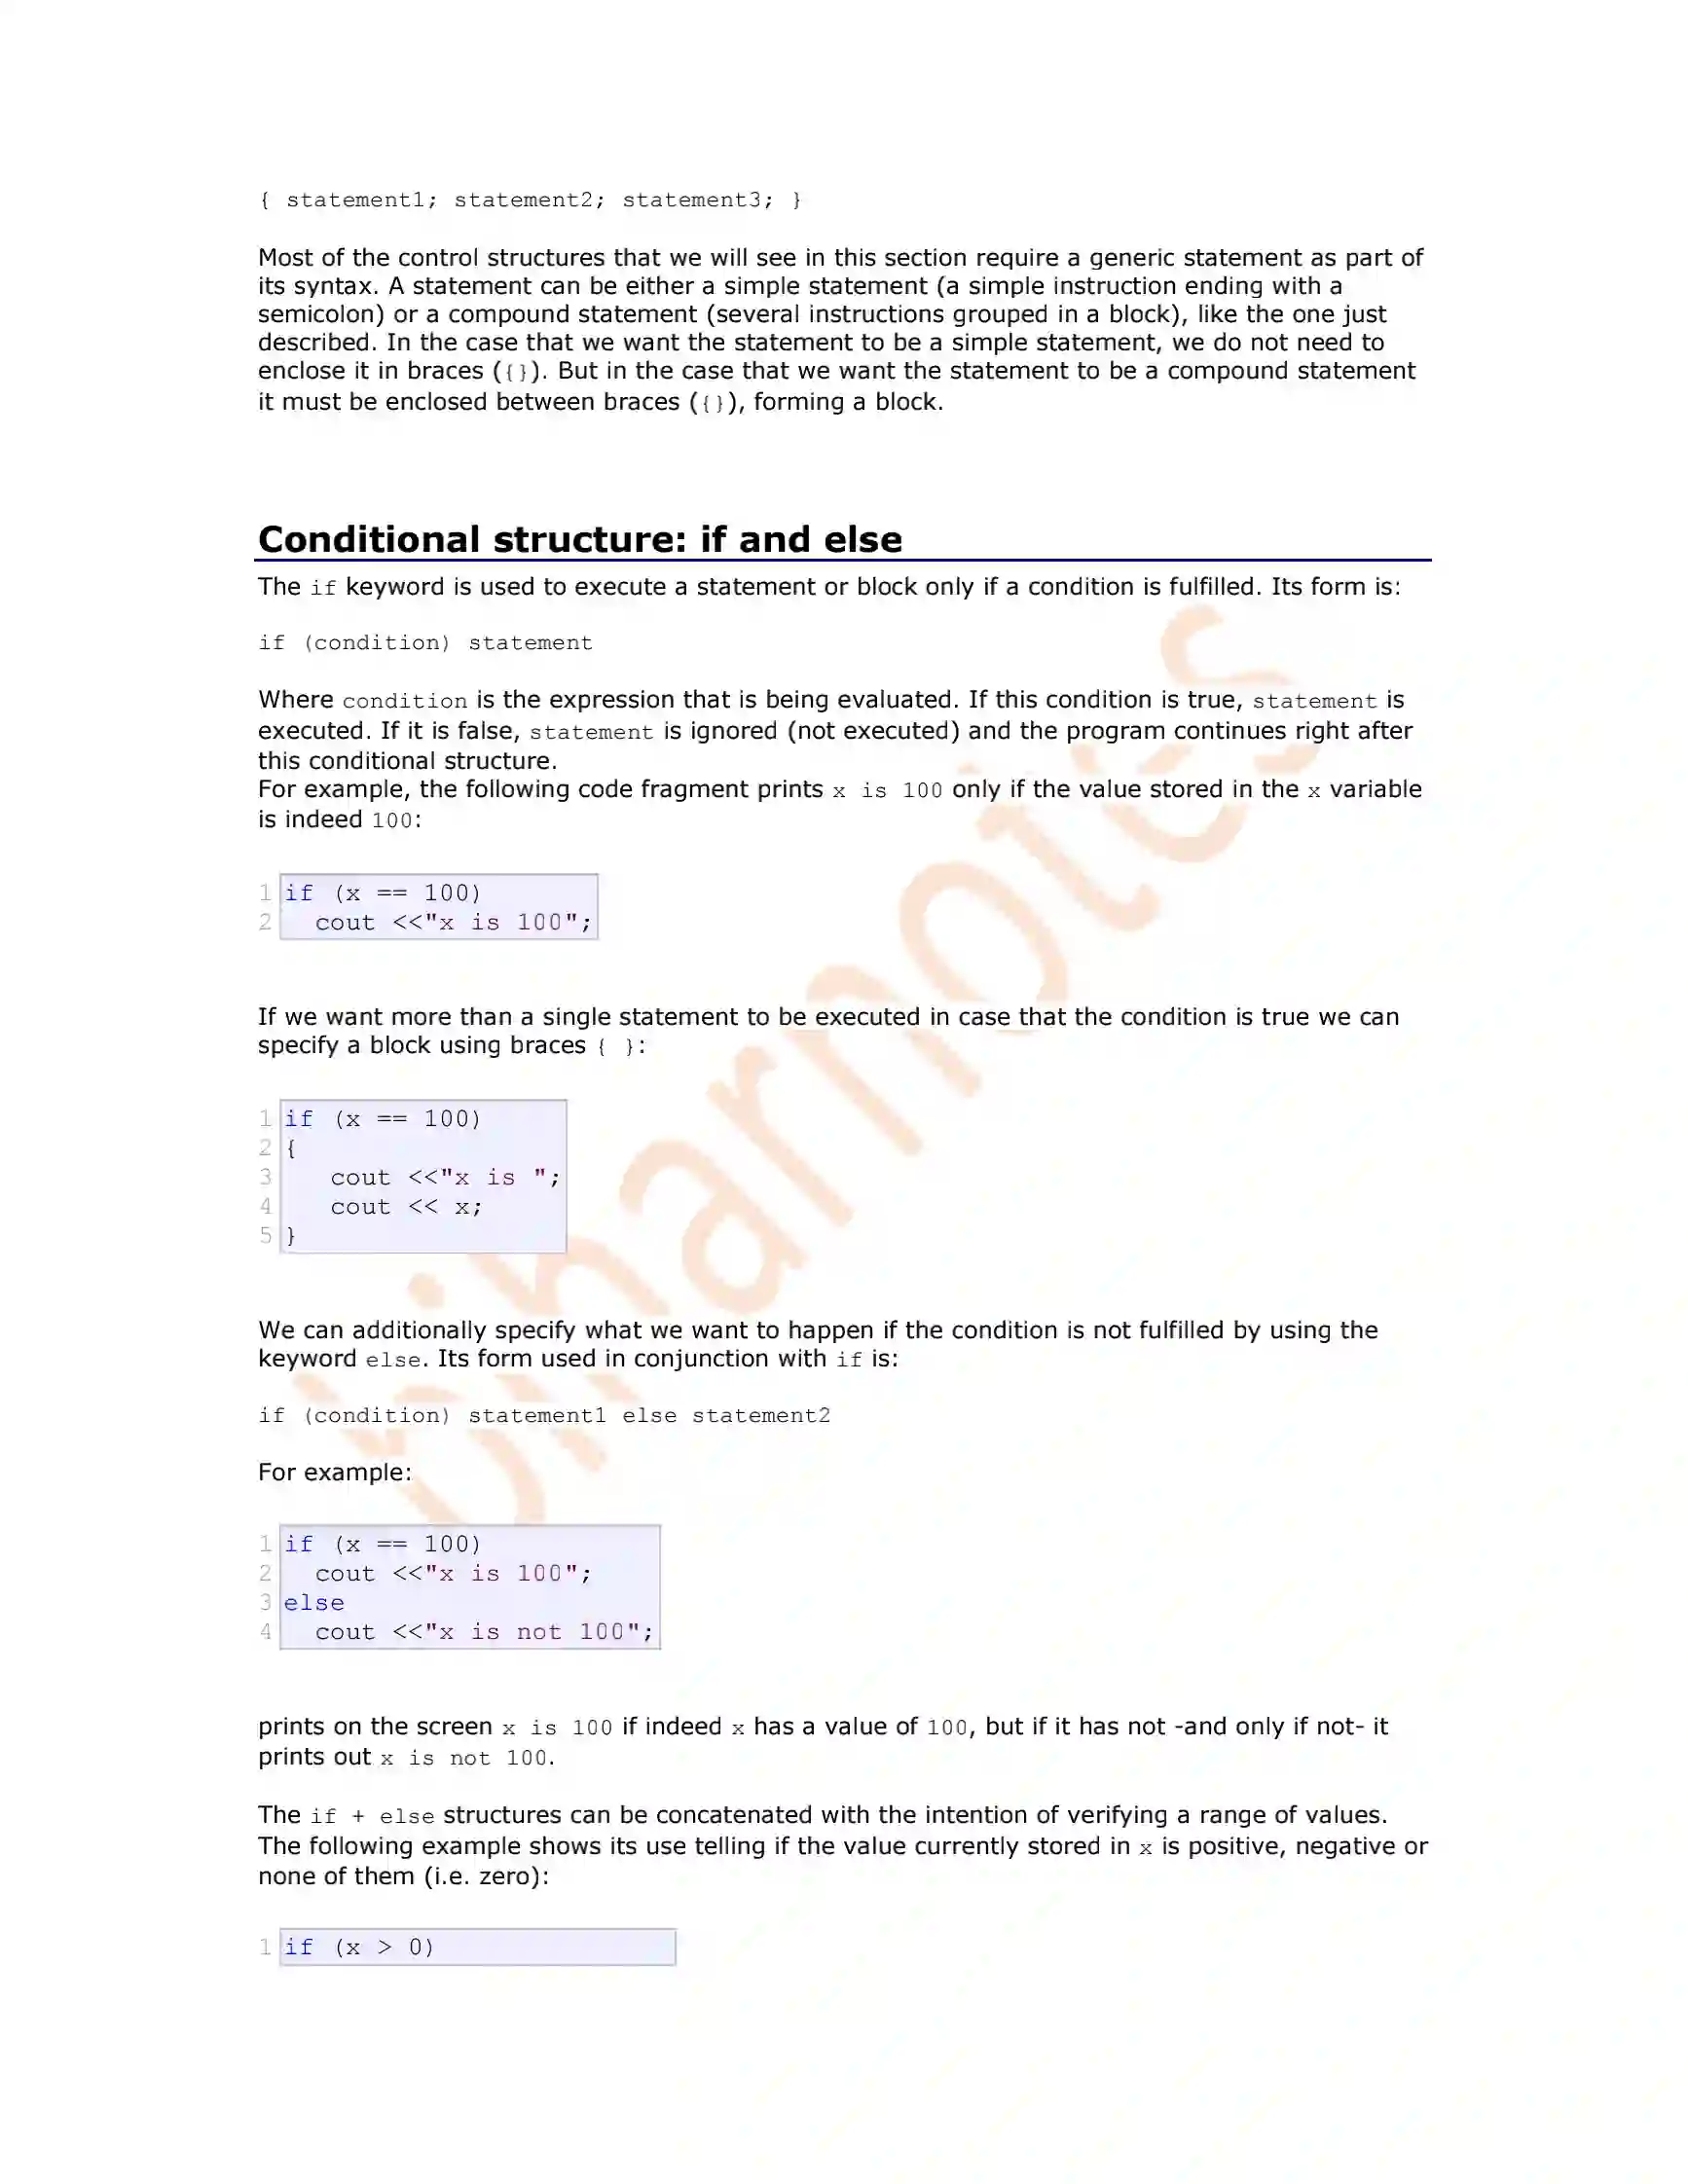 { statement1; statement2; statement3; }
Most of the control structures that we will see in this section require a generic statement as part of
its syntax. A statement can be either a simple statement (a simple instruction ending with a
semicolon) or a compound statement (several instructions grouped in a block), like the one just
described. In the case that we want the statement to be a simple statement, we do not need to
enclose it in braces ({}). But in the case that we want the statement to be a compound statement
it must be enclosed between braces ({}), forming a block.
Conditional structure: if and else
The if keyword is used to execute a statement or block only if a condition is fulfilled. Its form is:
if (condition) statement
Where condition is the expression that is being evaluated. If this condition is true, statement is
executed. If it is false, statement is ignored (not executed) and the program continues right after
this conditional structure.
For example, the following code fragment prints x is 100 only if the value stored in the x variable
is indeed 100:
1 if (x == 100)
2   cout <<"x is 100";
If we want more than a single statement to be executed in case that the condition is true we can
specify a block using braces { }:
1 if (x == 100)
2 {
3    cout <<"x is ";
4    cout << x;
5 }
We can additionally specify what we want to happen if the condition is not fulfilled by using the
keyword else. Its form used in conjunction with if is:
if (condition) statement1 else statement2
For example:
1 if (x == 100)
2   cout <<"x is 100";
3 else
4   cout <<"x is not 100";
prints on the screen x is 100 if indeed x has a value of 100, but if it has not -and only if not- it
prints out x is not 100.
The if + else structures can be concatenated with the intention of verifying a range of values.
The following example shows its use telling if the value currently stored in x is positive, negative or
none of them (i.e. zero):
1 if (x > 0)
biharnotes